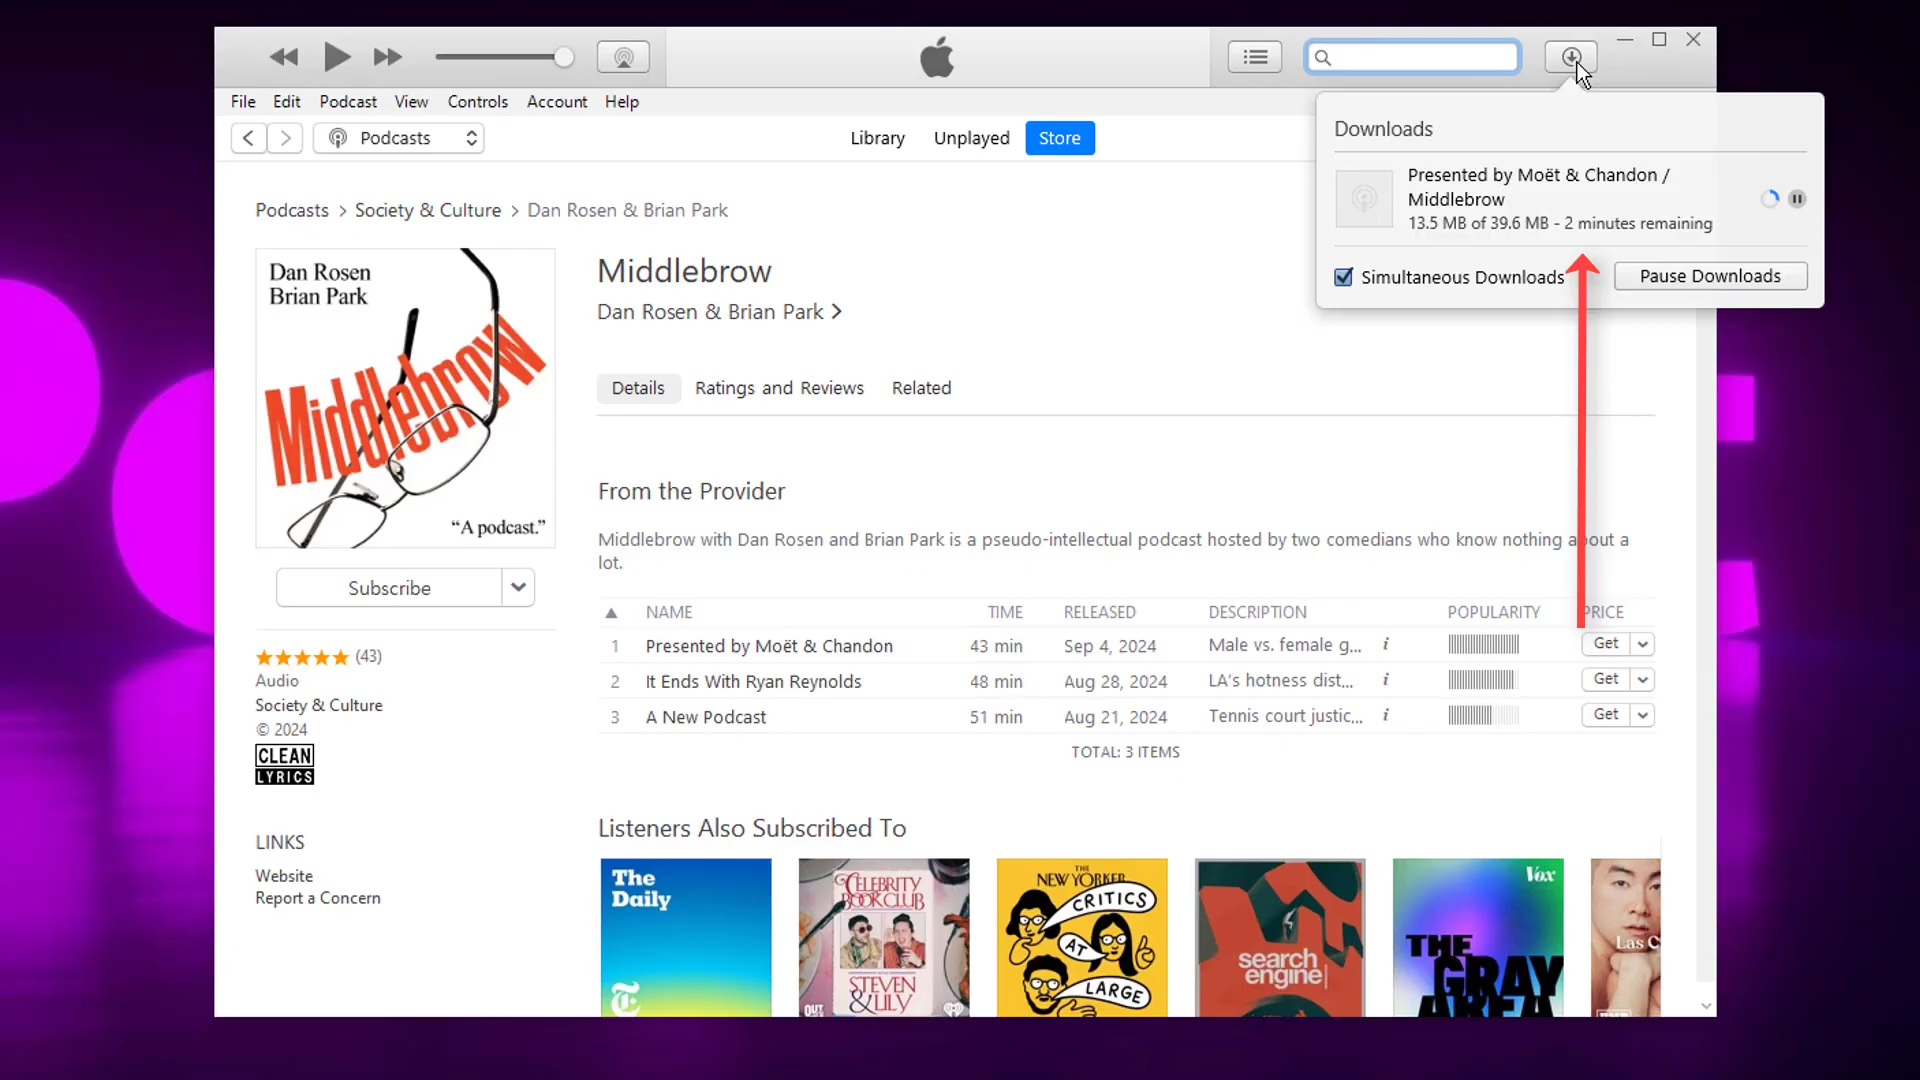 File Edit Podcast View Controls Account Help
Podcasts
Library Unplayed Store
Downloads
Presented by Moët & Chandon /
Middlebrow
13.5 MB of 39.6 MB - 2 minutes remaining
Simultaneous Downloads
Pause Downloads
Podcasts > Society & Culture > Dan Rosen & Brian Park
Dan Rosen
Brian Park
Middlebrow
“A podcast.”
Subscribe
(43)
Audio
Society & Culture
© 2024
CLEAN
LYRICS
LINKS
Website
Report a Concern
Middlebrow
Dan Rosen & Brian Park >
Details Ratings and Reviews Related
From the Provider
Middlebrow with Dan Rosen and Brian Park is a pseudo-intellectual podcast hosted by two comedians who know nothing about a
lot.
NAME TIME RELEASED DESCRIPTION POPULARITY PRICE
1 Presented by Moët & Chandon 43 min Sep 4, 2024 Male vs. female g... i Get
2 It Ends With Ryan Reynolds 48 min Aug 28, 2024 LA's hotness dist... i Get
3 A New Podcast 51 min Aug 21, 2024 Tennis court justic... i Get
TOTAL: 3 ITEMS
Listeners Also Subscribed To
The
Daily
T
CELEBRITY
BOOK CLUB
STEVEN
& LILY
THE
NEW YORKER
CRITICS
AT
LARGE
search
engine
Vox
THE
GRAY
AREA
Las C